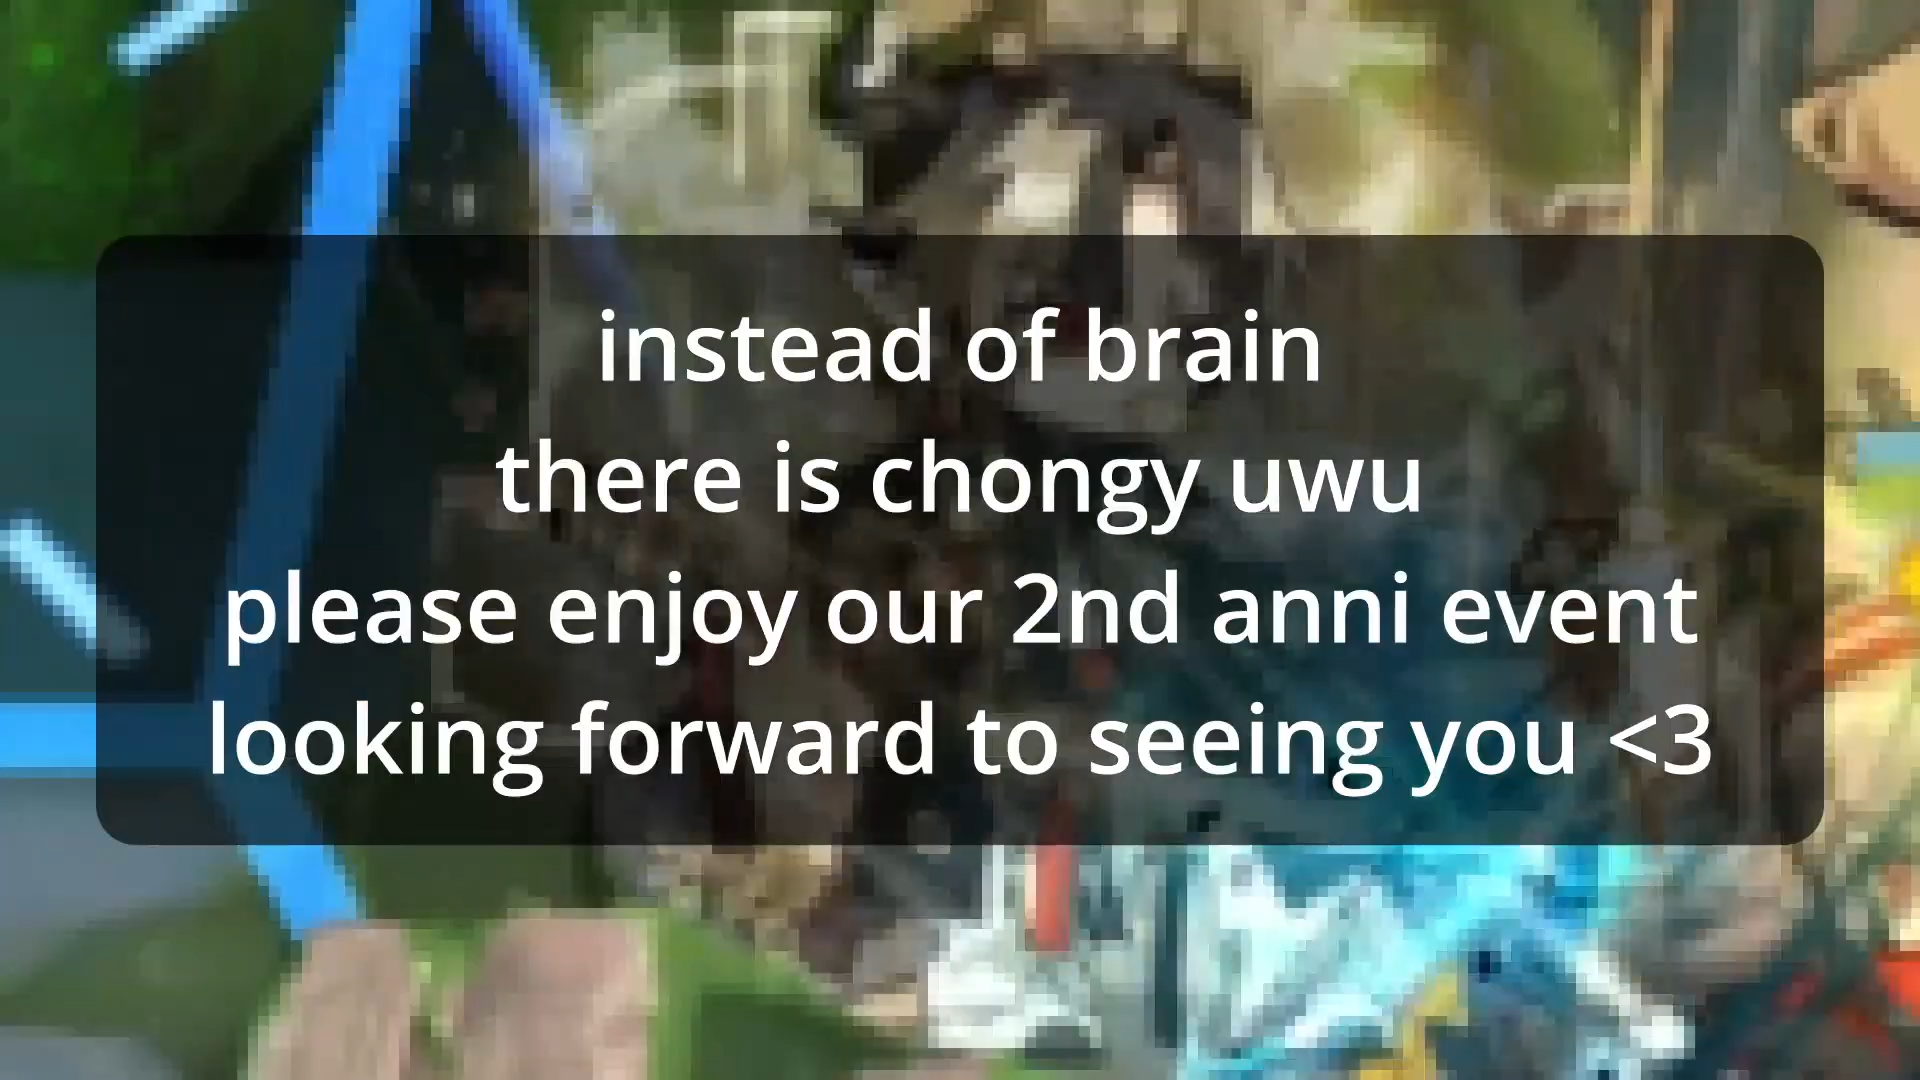 instead of brain
there is chongy uwu
please enjoy our 2nd anni event
looking forward to seeing you <3